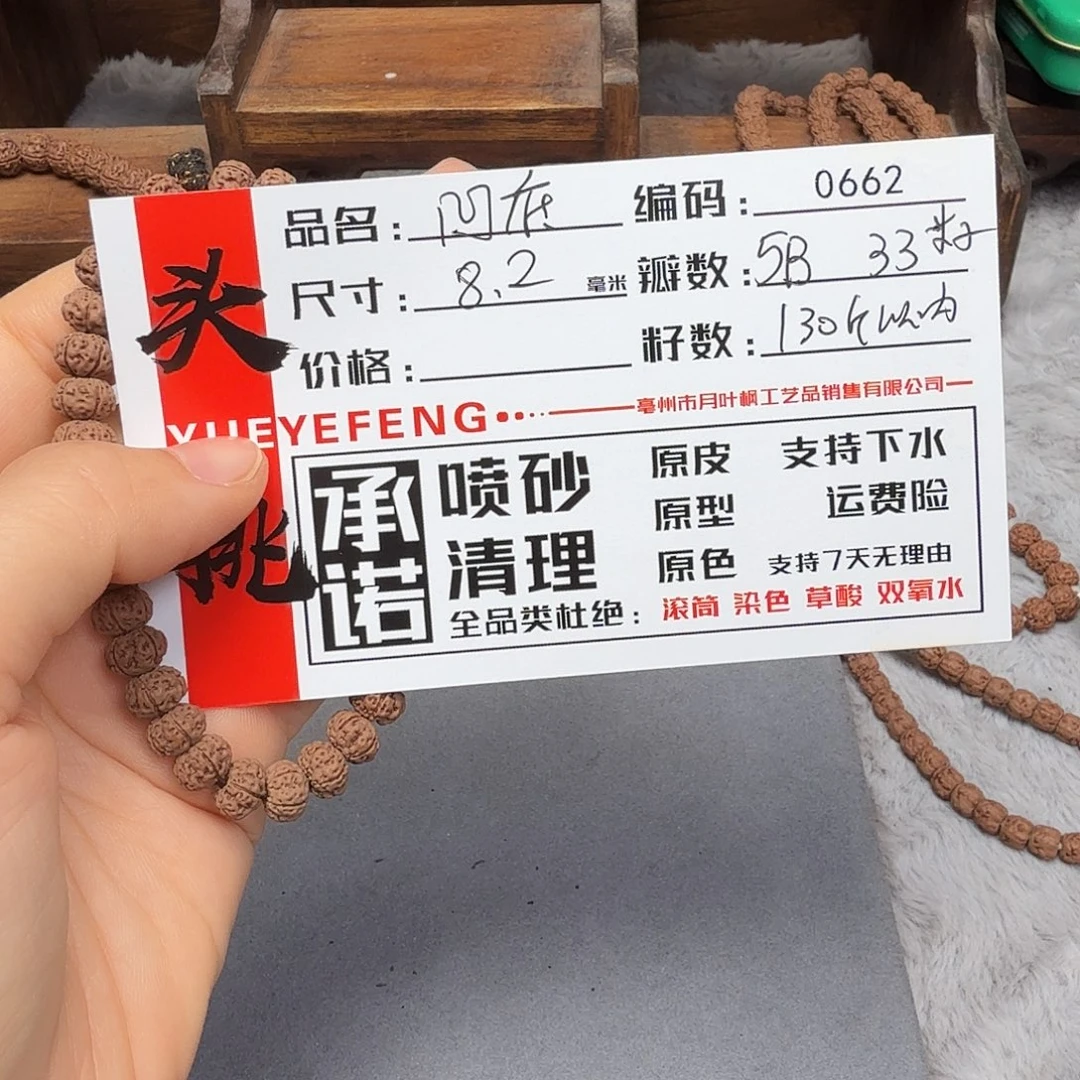 头挑
品名：
编码：0662
尺寸：8.2 毫米
瓣数：5B 33籽
价格：
籽数：130个以内
YUEYEFENG
亳州市月叶枫工艺品销售有限公司
承诺
喷砂清理
原皮 支持下水
原型 运费险
原色 支持7天无理由
全品类杜绝：滚筒 染色 草酸 双氧水